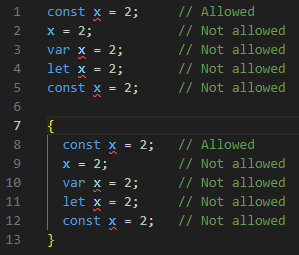 1 const x = 2; // Allowed
2 x = 2; // Not allowed
3 var x = 2; // Not allowed
4 let x = 2; // Not allowed
5 const x = 2; // Not allowed
6
7 {
8 const x = 2; // Allowed
9 x = 2; // Not allowed
10 var x = 2; // Not allowed
11 let x = 2; // Not allowed
12 const x = 2; // Not allowed
13 }